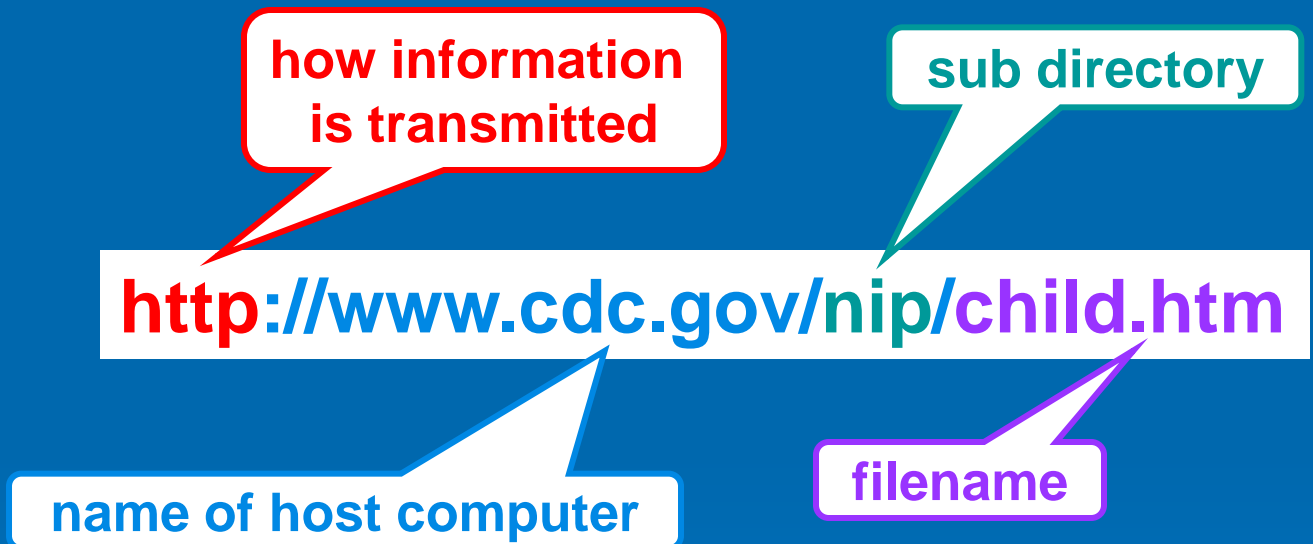 how information
is transmitted
sub directory
http://www.cdc.gov/nip/child.htm
name of host computer
filename